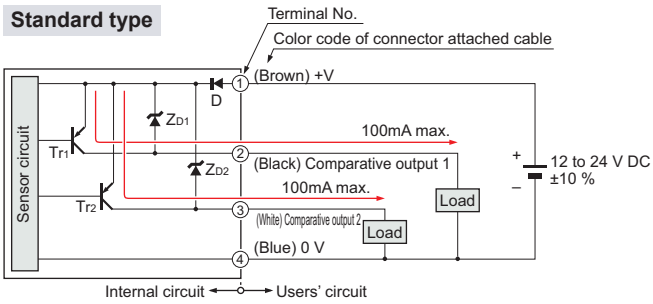 Standard type
Terminal No.
Color code of connector attached cable
1
(Brown) +V
D
ZD1
100mA max.
Tr1
2
(Black) Comparative output 1
Sensor circuit
ZD2
100mA max.
+
12 to 24 V DC
±10 %
–
Load
Tr2
3
(White) Comparative output 2
Load
(Blue) 0 V
4
Internal circuit
Users' circuit